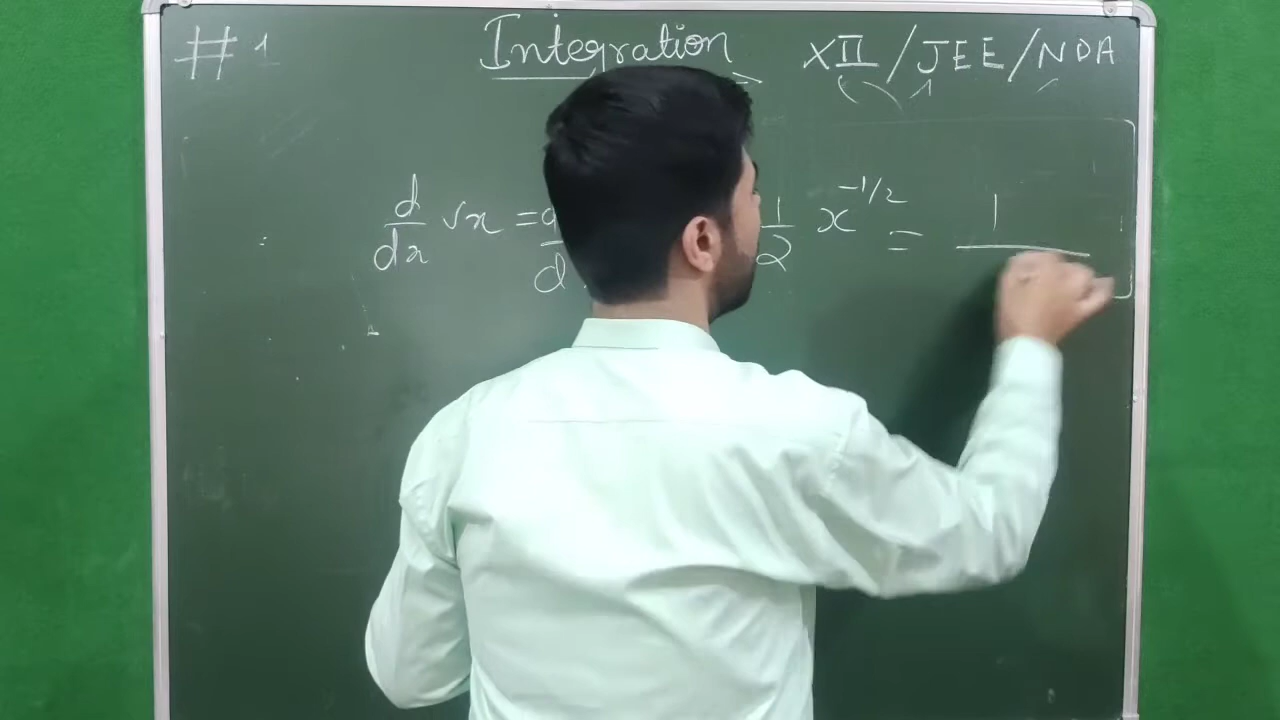 # 1 Integration XII / JEE / NDA
d/dx √x = d/d 1/2 x^-1/2 = 1